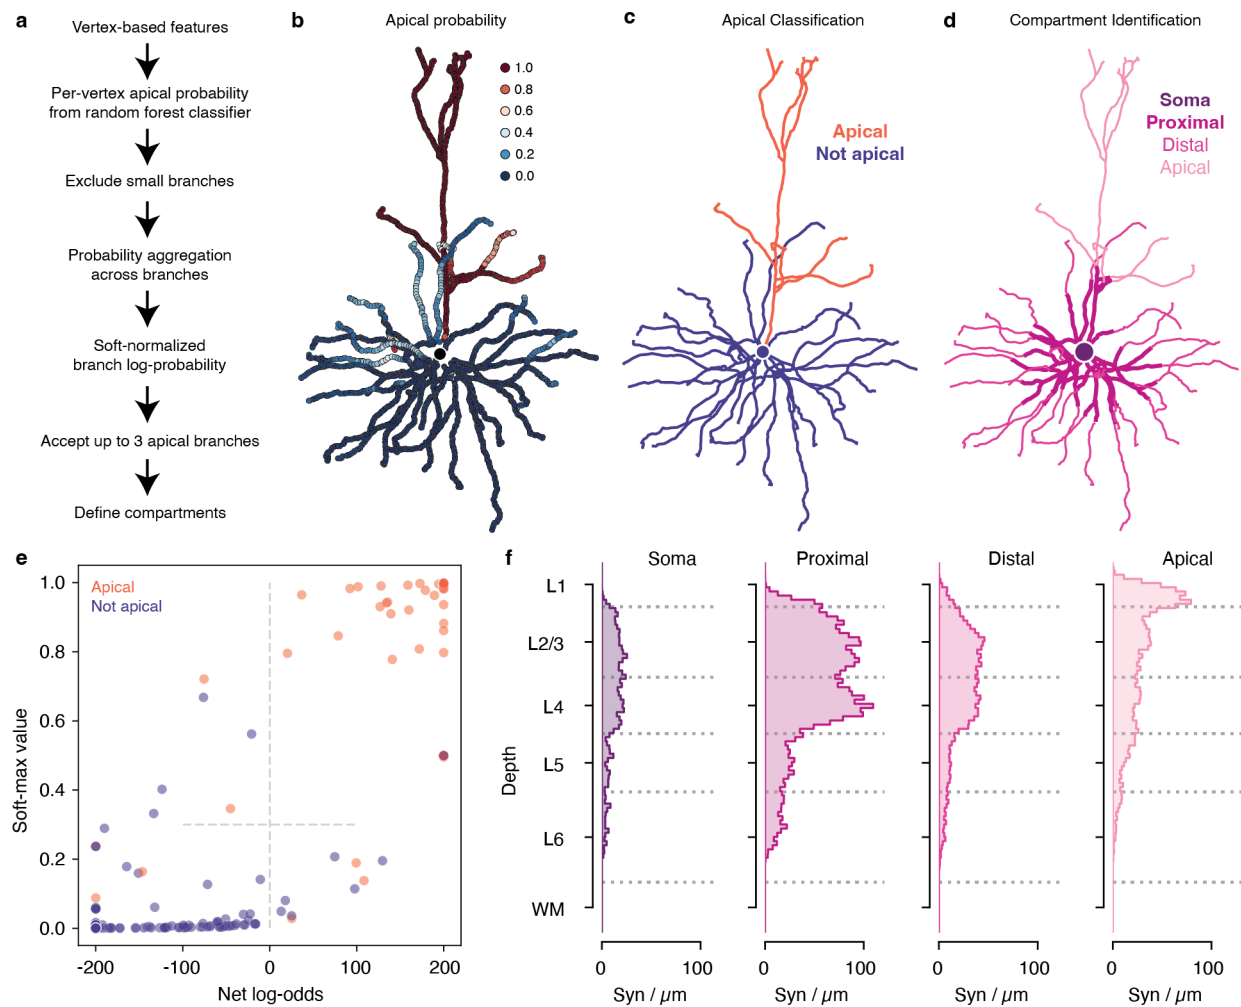 a
Vertex-based features
Per-vertex apical probability
from random forest classifier
Exclude small branches
Probability aggregation
across branches
Soft-normalized
branch log-probability
Accept up to 3 apical branches
Define compartments
b
Apical probability
1.0
0.8
0.6
0.4
0.2
0.0
c
Apical Classification
Apical
Not apical
d
Compartment Identification
Soma
Proximal
Distal
Apical
e
Apical
Not apical
1.0
0.8
0.6
0.4
0.2
0.0
Soft-max value
-200
-100
0
100
200
Net log-odds
f
Soma
Proximal
Distal
Apical
L1
L2/3
L4
L5
L6
WM
Depth
0
100
0
100
0
100
0
100
Syn / µm
Syn / µm
Syn / µm
Syn / µm